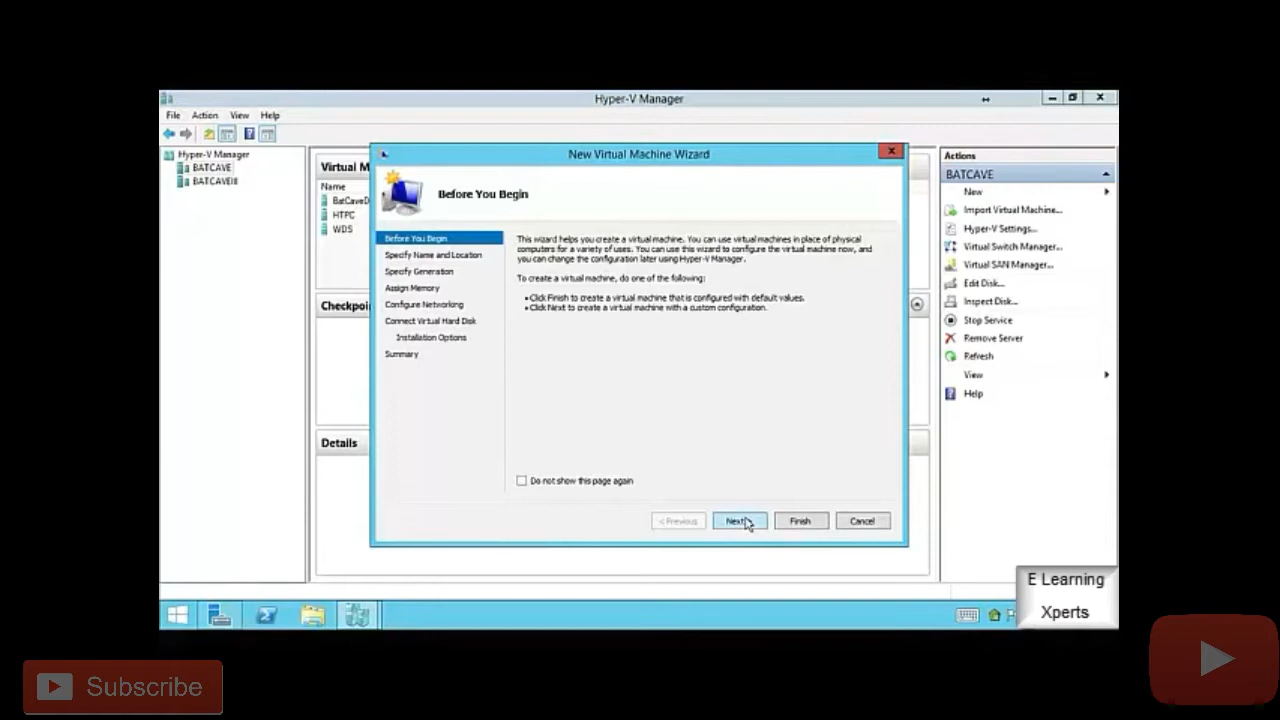 Hyper-V Manager
File Action View Help
Hyper-V Manager
BATCAVE
BATCAVEIII
Virtual M
Name
BatCaveD
HTPC
WDS
Checkpoi
Details
New Virtual Machine Wizard
Before You Begin
Before You Begin
Specify Name and Location
Specify Generation
Assign Memory
Configure Networking
Connect Virtual Hard Disk
Installation Options
Summary
This wizard helps you create a virtual machine. You can use virtual machines in place of physical
computers for a variety of uses. You can use this wizard to configure the virtual machine now, and
you can change the configuration later using Hyper-V Manager.
To create a virtual machine, do one of the following:
• Click Finish to create a virtual machine that is configured with default values.
• Click Next to create a virtual machine with a custom configuration.
Do not show this page again
< Previous Next Finish Cancel
Actions
BATCAVE
New
Import Virtual Machine...
Hyper-V Settings...
Virtual Switch Manager...
Virtual SAN Manager...
Edit Disk...
Inspect Disk...
Stop Service
Remove Server
Refresh
View
Help
E Learning
Xperts
Subscribe